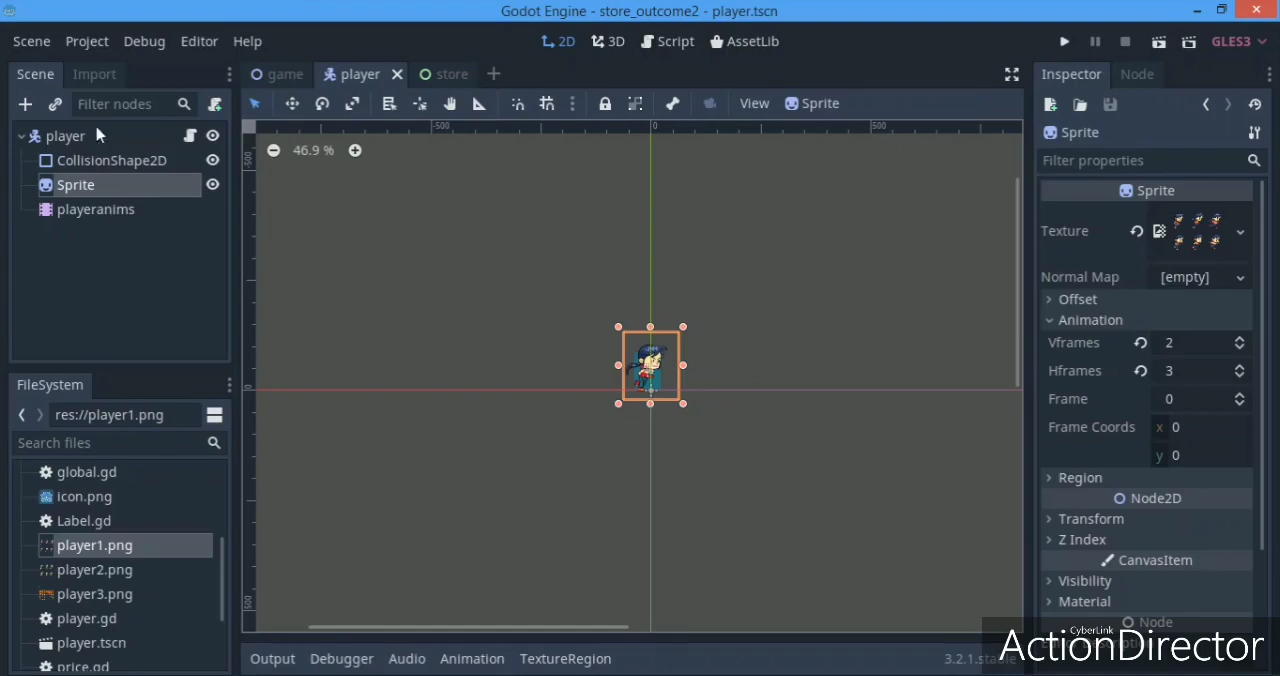 Godot Engine - store_outcome2 - player.tscn
Scene Project Debug Editor Help
2D 3D Script AssetLib
GLES3
Scene Import
game player store
Inspector Node
Filter nodes
View Sprite
player
CollisionShape2D
Sprite
playeranims
-500 0 500
-500
0
500
46.9 %
Sprite
Filter properties
Sprite
Texture
Normal Map [empty]
Offset
Animation
Vframes 2
Hframes 3
Frame 0
Frame Coords x 0
y 0
Region
Node2D
Transform
Z Index
CanvasItem
Visibility
Material
Node
FileSystem
res://player1.png
Search files
global.gd
icon.png
Label.gd
player1.png
player2.png
player3.png
player.gd
player.tscn
price.gd
Output Debugger Audio Animation TextureRegion
3.2.1.stable
CyberLink
ActionDirector